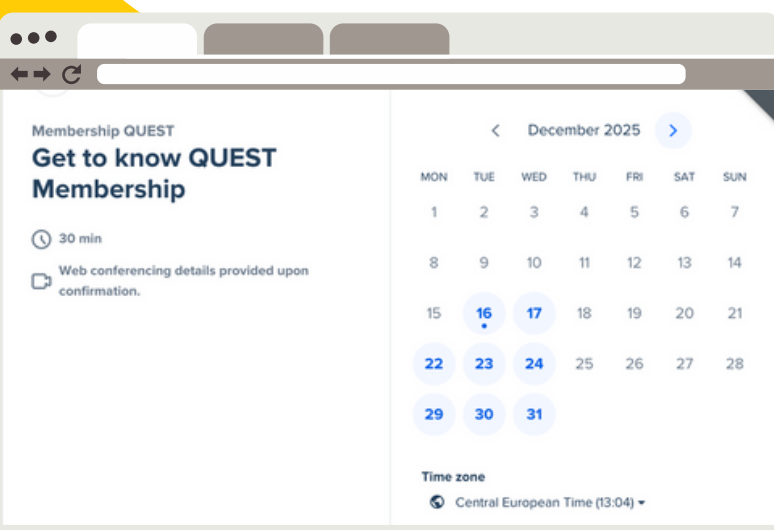 Membership QUEST
Get to know QUEST
Membership
30 min
Web conferencing details provided upon
confirmation.
December 2025
MON TUE WED THU FRI SAT SUN
1 2 3 4 5 6 7
8 9 10 11 12 13 14
15 16 17 18 19 20 21
22 23 24 25 26 27 28
29 30 31
Time zone
Central European Time (13:04)